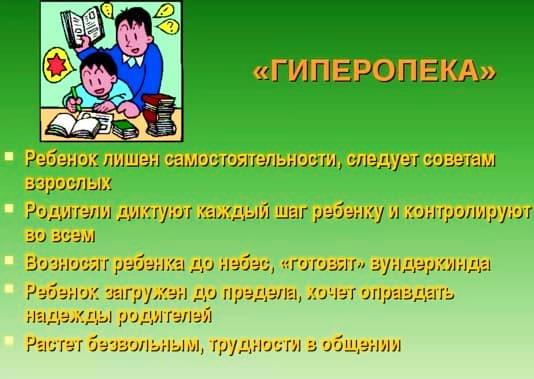 «ГИПЕРОПЕКА»
Ребенок лишен самостоятельности, следует советам
взрослых
Родители диктуют каждый шаг ребенку и контролируют
во всем
Возносят ребенка до небес, «готовят» вундеркинда
Ребенок загружен до предела, хочет оправдать
надежды родителей
Растет безвольным, трудности в общении